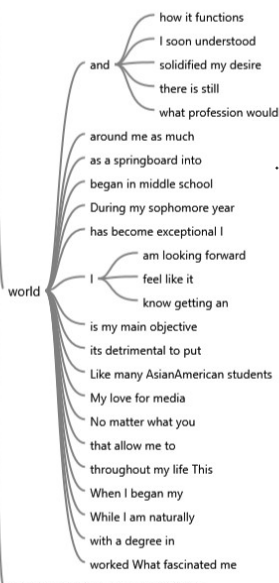 how it functions
I soon understood
and
solidified my desire
there is still
what profession would
around me as much
as a springboard into
began in middle school
During my sophomore year
has become exceptional I
am looking forward
I
feel like it
world
know getting an
is my main objective
its detrimental to put
Like many AsianAmerican students
My love for media
No matter what you
that allow me to
throughout my life This
When I began my
While I am naturally
with a degree in
worked What fascinated me